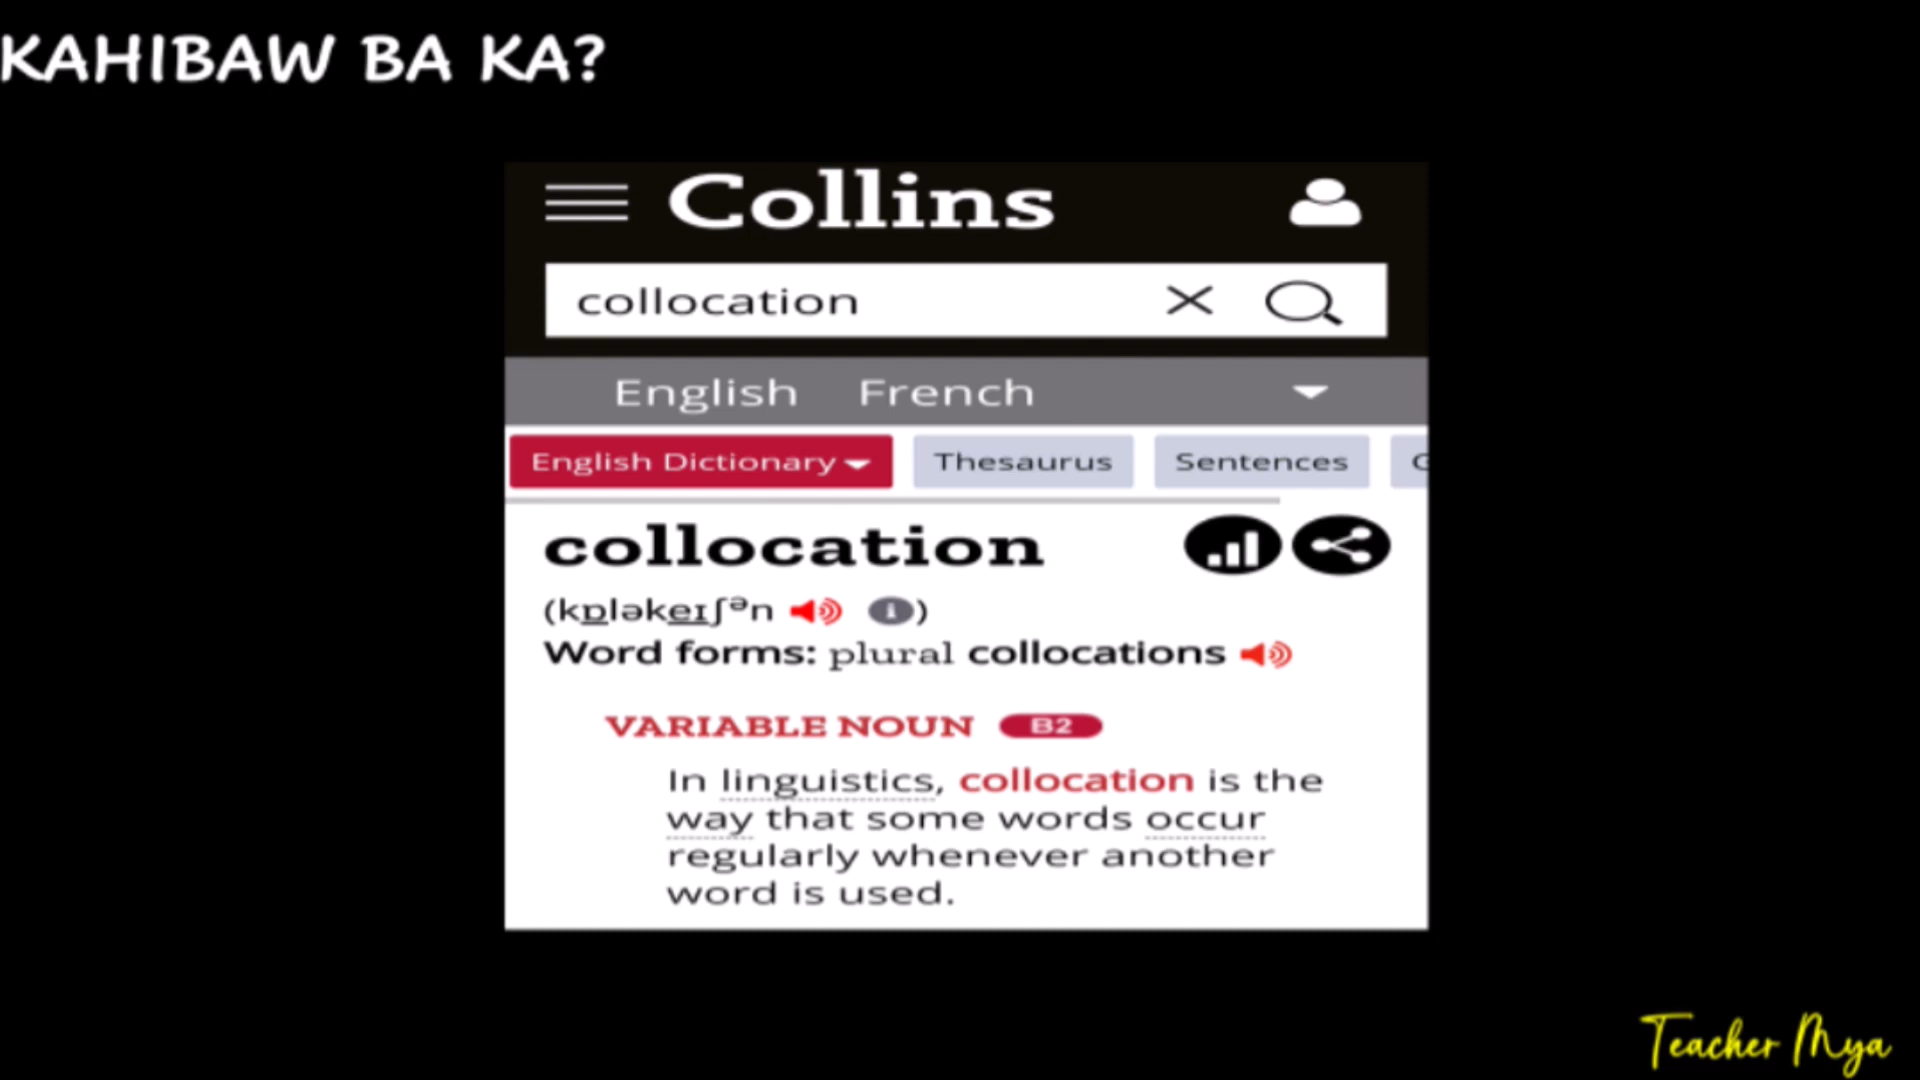 KAHIBAW BA KA?
Collins
collocation
English French
English Dictionary Thesaurus Sentences
collocation
(kɒləkeɪʃᵊn )
Word forms: plural collocations
VARIABLE NOUN B2
In linguistics, collocation is the
way that some words occur
regularly whenever another
word is used.
Teacher Mya